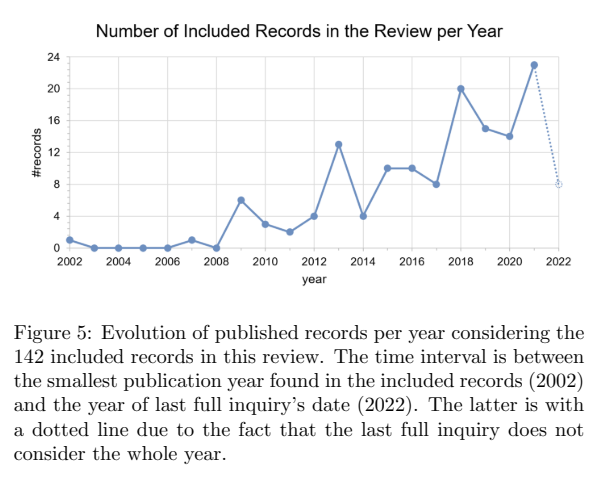 Number of Included Records in the Review per Year
24
20
16
12
8
4
0
#records
2002 2004 2006 2008 2010 2012 2014 2016 2018 2020 2022
year
Figure 5: Evolution of published records per year considering the
142 included records in this review. The time interval is between
the smallest publication year found in the included records (2002)
and the year of last full inquiry's date (2022). The latter is with
a dotted line due to the fact that the last full inquiry does not
consider the whole year.